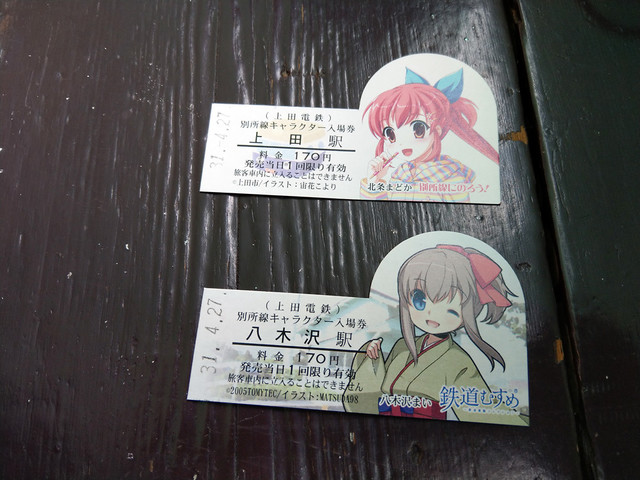 31.-4.27
(上田電鉄)
別所線キャラクター入場券
上田駅
料金 170円
発売当日1回限り有効
旅客車内に立入ることはできません
©上田市/イラスト:宙花こより
北条まどか 別所線にのろう!
31.4.27.
(上田電鉄)
別所線キャラクター入場券
八木沢駅
料金 170円
発売当日1回限り有効
旅客車内に立入ることはできません
©2005TOMYTEC/イラスト:MATSUDA98
八木沢まい 鉄道むすめ